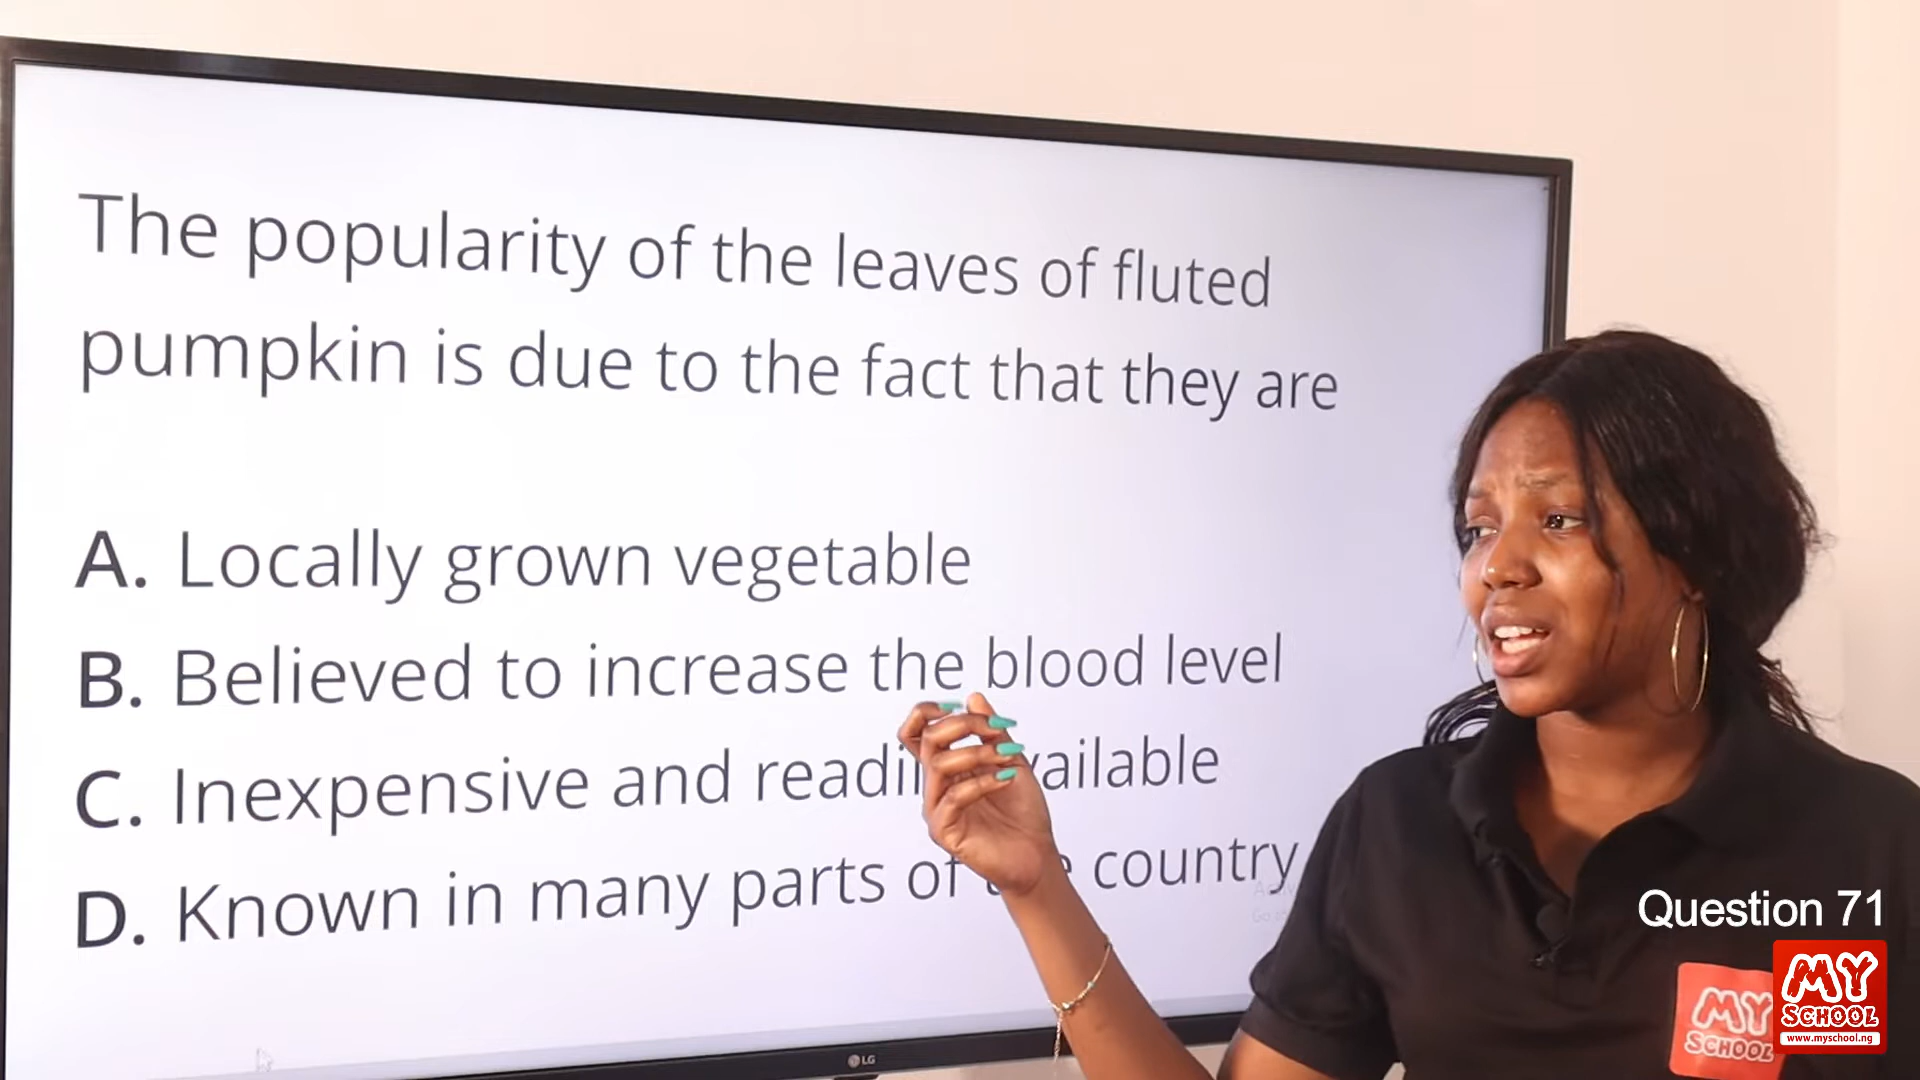 The popularity of the leaves of fluted
pumpkin is due to the fact that they are
A. Locally grown vegetable
B. Believed to increase the blood level
C. Inexpensive and ailable
D. Known in many parts of country
Question 71
MY
SCHOOL
www.myschool.ng
MY
SCHOOL
LG